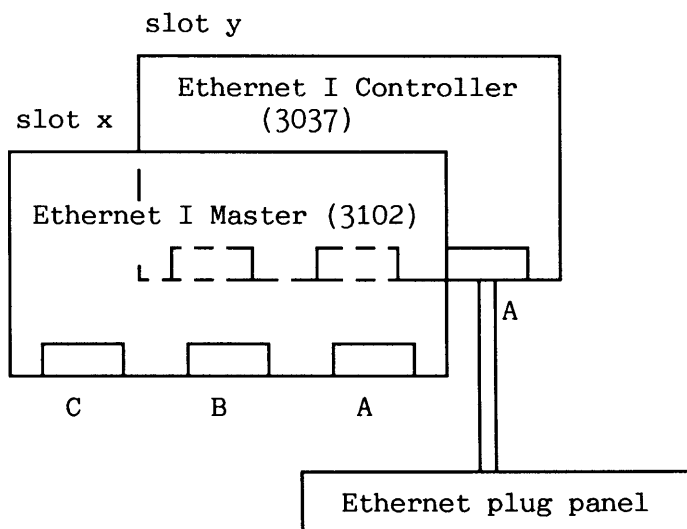 slot y
Ethernet I Controller
(3037)
slot x
Ethernet I Master (3102)
A
C B A
Ethernet plug panel